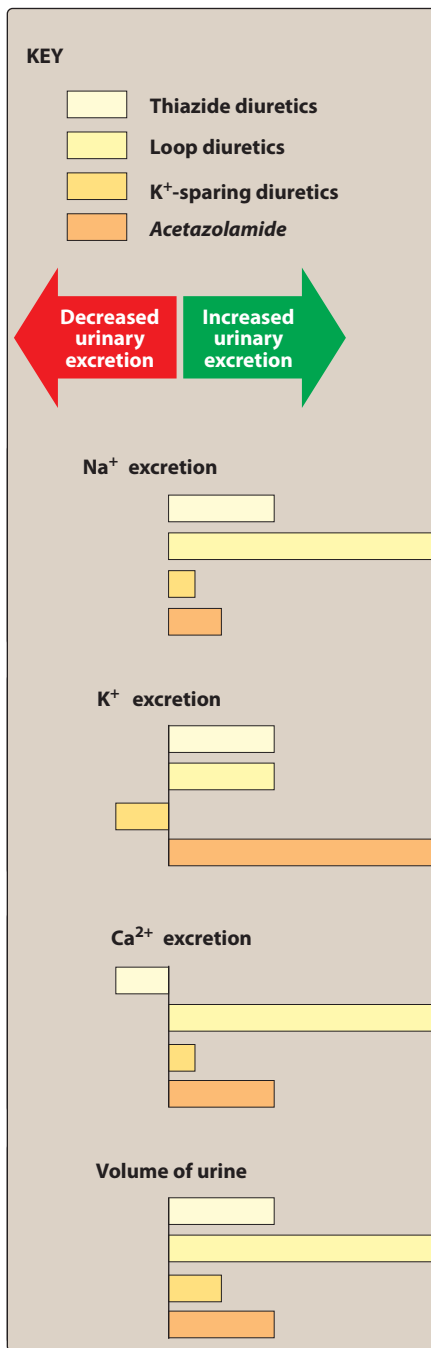 KEY
Thiazide diuretics
Loop diuretics
K⁺-sparing diuretics
Acetazolamide
Decreased
urinary
excretion
Increased
urinary
excretion
Na⁺ excretion
K⁺ excretion
Ca²⁺ excretion
Volume of urine